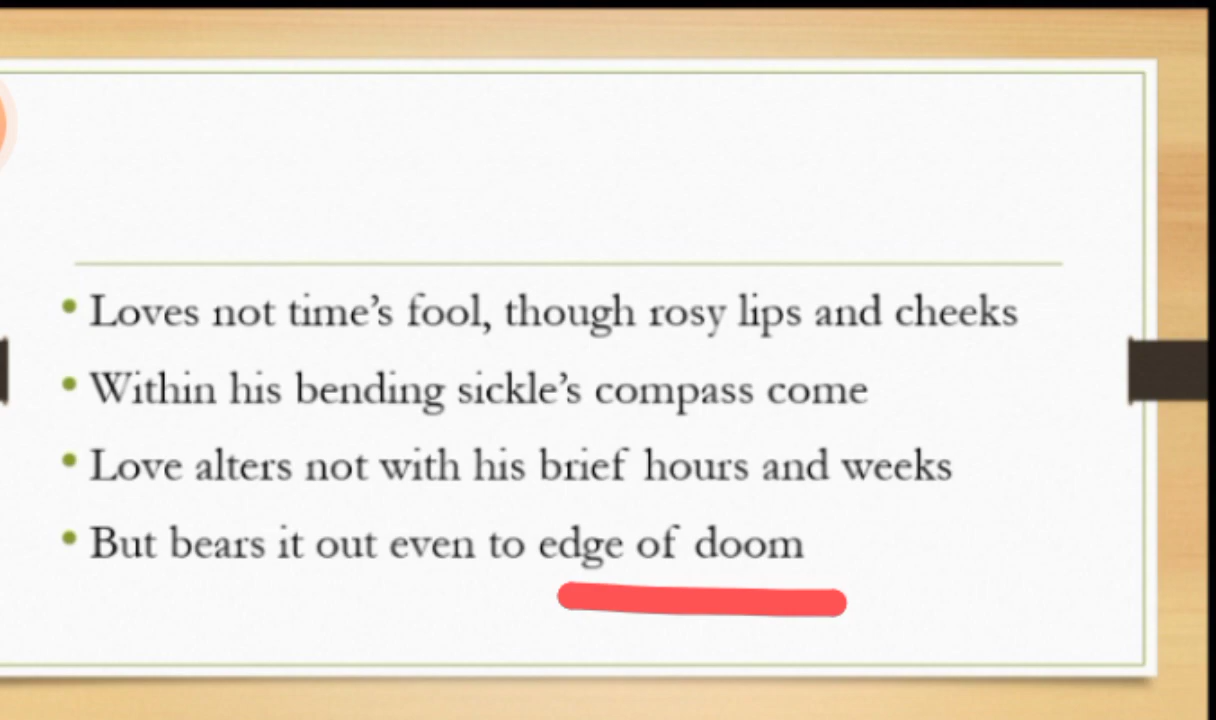 Loves not time’s fool, though rosy lips and cheeks
Within his bending sickle’s compass come
Love alters not with his brief hours and weeks
But bears it out even to edge of doom